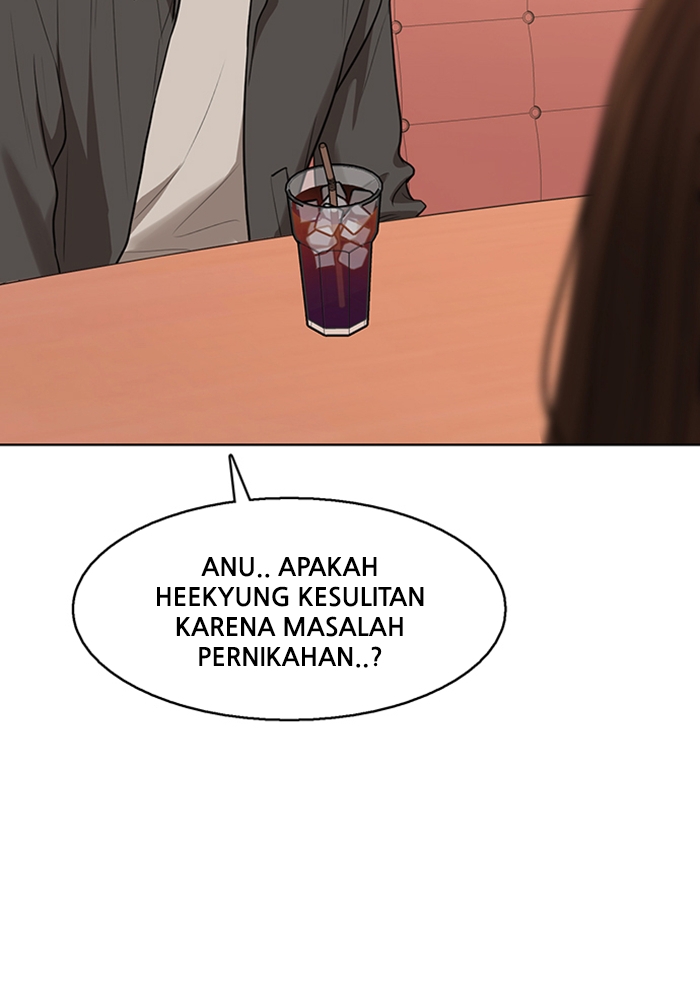 ANU.. APAKAH
HEEKYUNG KESULITAN
KARENA MASALAH
PERNIKAHAN..?